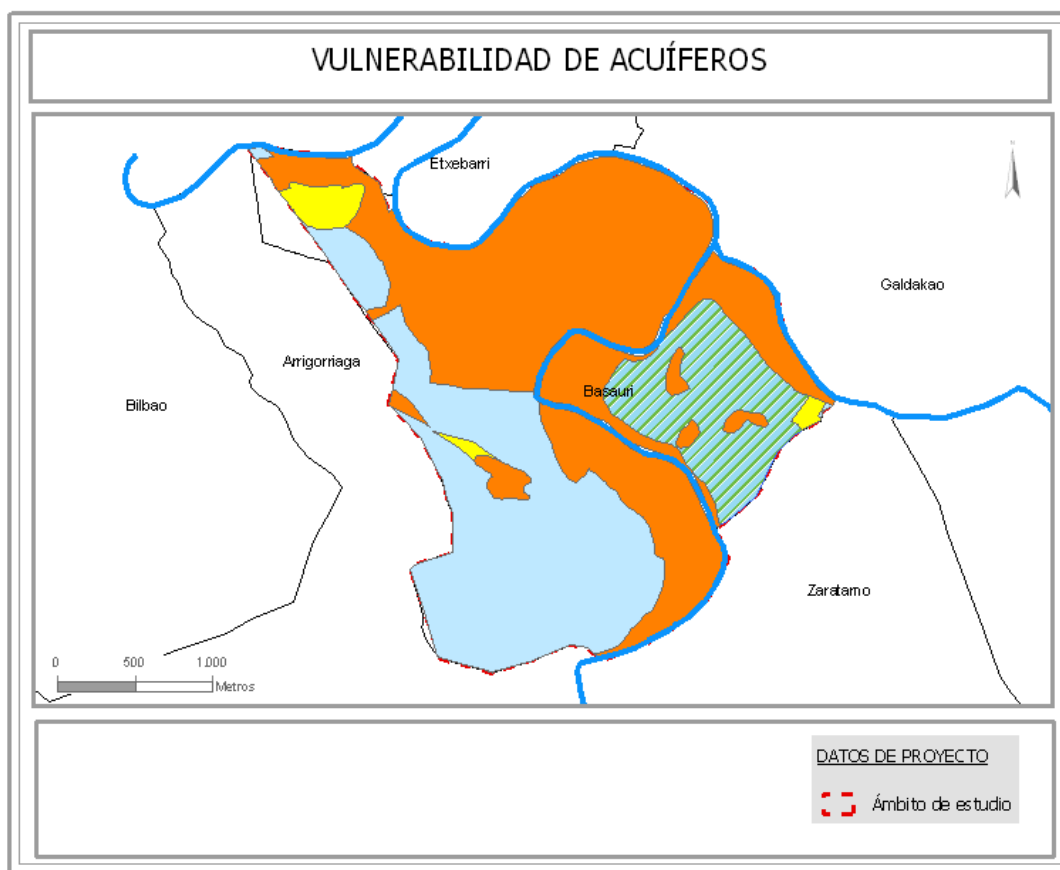 VULNERABILIDAD DE ACUÍFEROS
N
Etxebarri
Galdakao
Arrigorriaga
Basauri
Bilbao
Zaratamo
0 500 1.000
Metros
DATOS DE PROYECTO
Ámbito de estudio